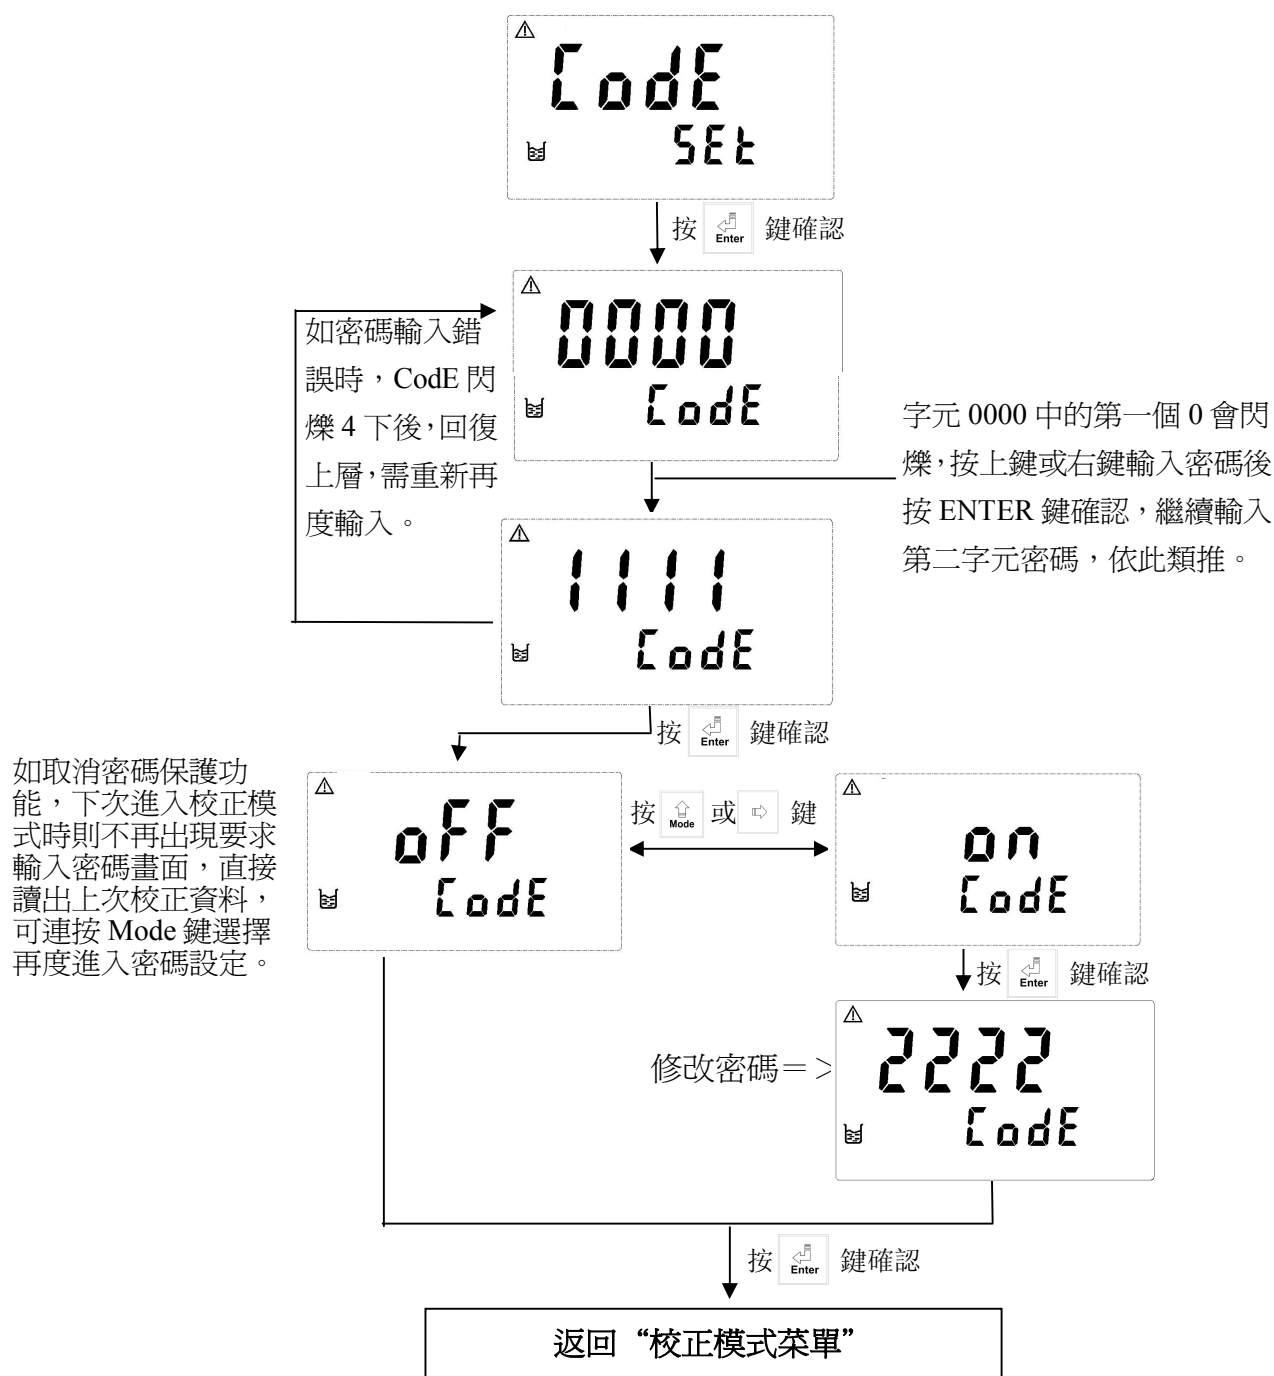 CodE
SEt
按 Enter 鍵確認
0000
CodE
如密碼輸入錯
誤時，CodE 閃
爍 4 下後，回復
上層，需重新再
度輸入。
字元 0000 中的第一個 0 會閃
爍，按上鍵或右鍵輸入密碼後
按 ENTER 鍵確認，繼續輸入
第二字元密碼，依此類推。
1111
CodE
按 Enter 鍵確認
如取消密碼保護功
能，下次進入校正模
式時則不再出現要求
輸入密碼畫面，直接
讀出上次校正資料，
可連按 Mode 鍵選擇
再度進入密碼設定。
oFF
CodE
按 Mode 或 鍵
on
CodE
按 Enter 鍵確認
修改密碼＝＞
2222
CodE
按 Enter 鍵確認
返回“校正模式菜單”